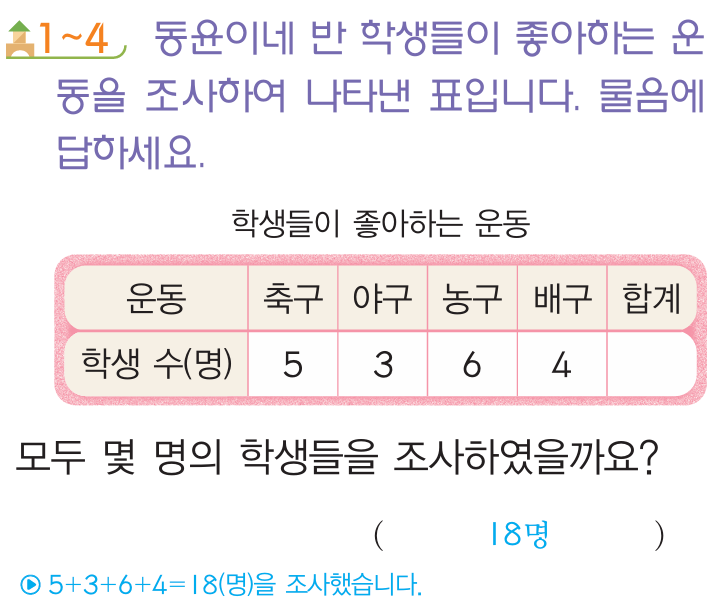 1~4 동윤이네 반 학생들이 좋아하는 운
동을 조사하여 나타낸 표입니다. 물음에
답하세요.
학생들이 좋아하는 운동
운동 축구 야구 농구 배구 합계
학생 수(명) 5 3 6 4
모두 몇 명의 학생들을 조사하였을까요?
( 18명 )
5+3+6+4=18(명)을 조사했습니다.